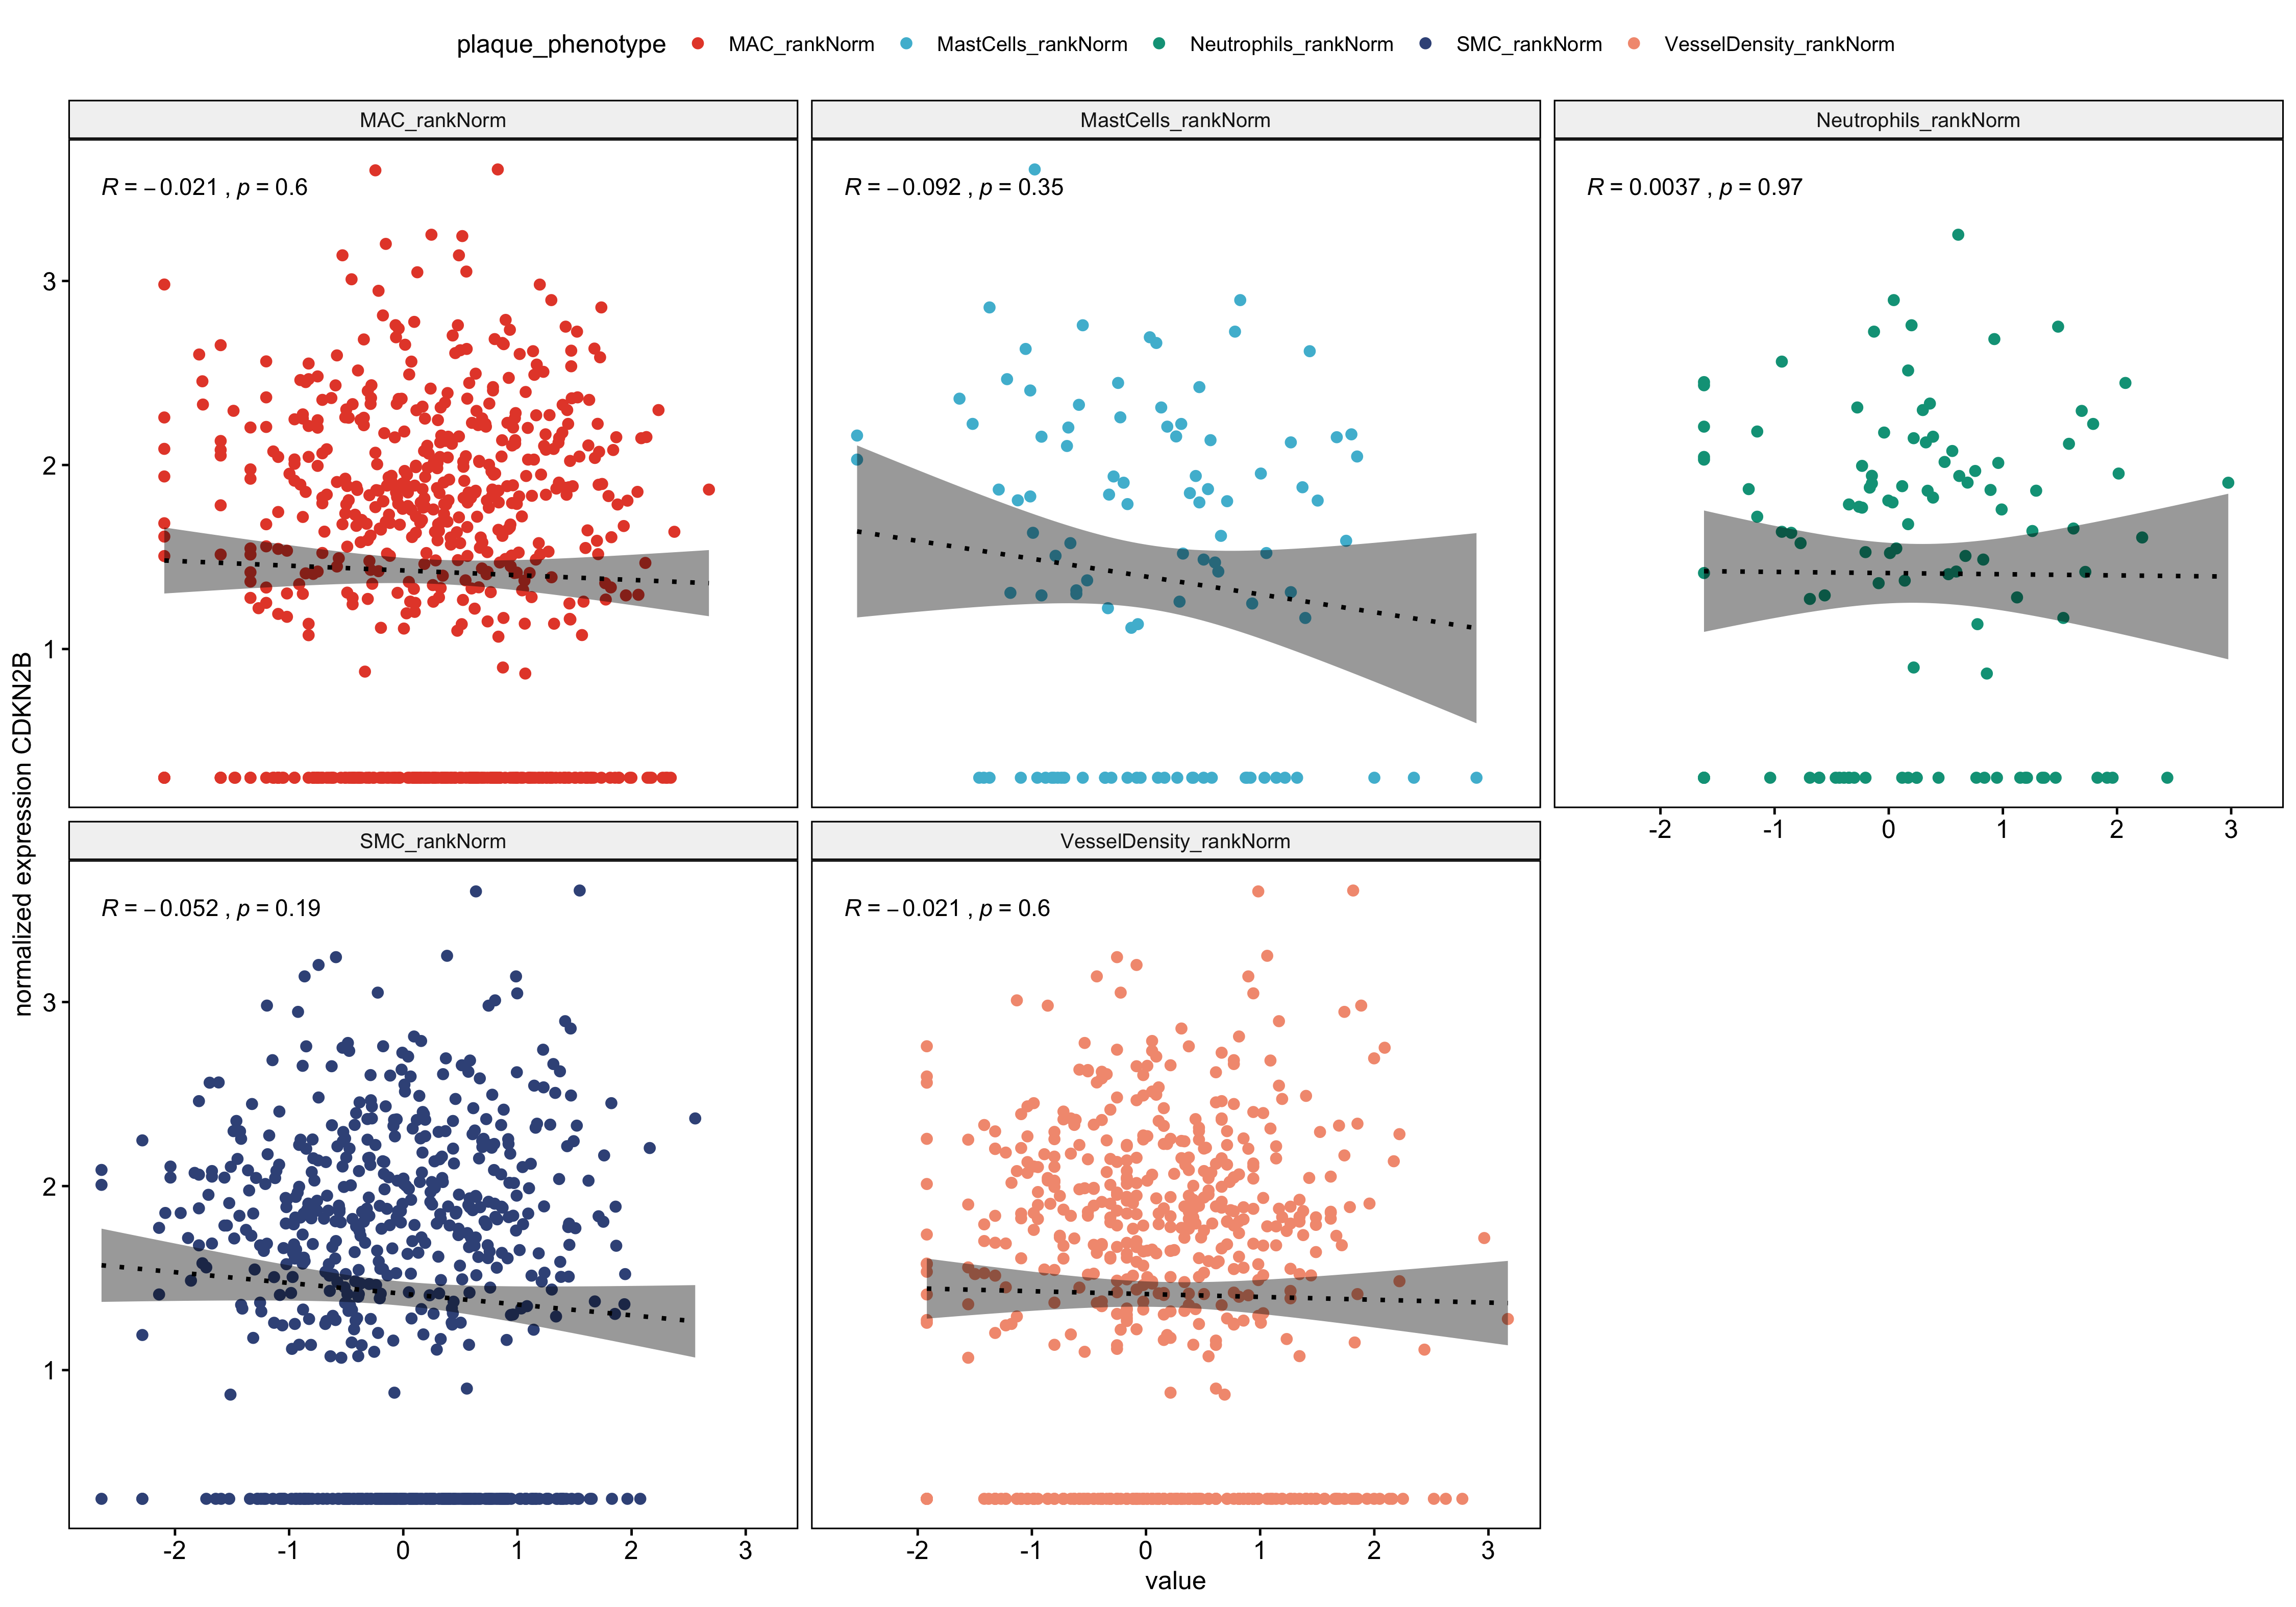 plaque_phenotype MAC_rankNorm MastCells_rankNorm Neutrophils_rankNorm SMC_rankNorm VesselDensity_rankNorm
MAC_rankNorm MastCells_rankNorm Neutrophils_rankNorm
R = −0.021 , p = 0.6 R = −0.092 , p = 0.35 R = 0.0037 , p = 0.97
3
2
1
-2 -1 0 1 2 3
normalized expression CDKN2B
SMC_rankNorm VesselDensity_rankNorm
R = −0.052 , p = 0.19 R = −0.021 , p = 0.6
3
2
1
-2 -1 0 1 2 3 -2 -1 0 1 2 3
value